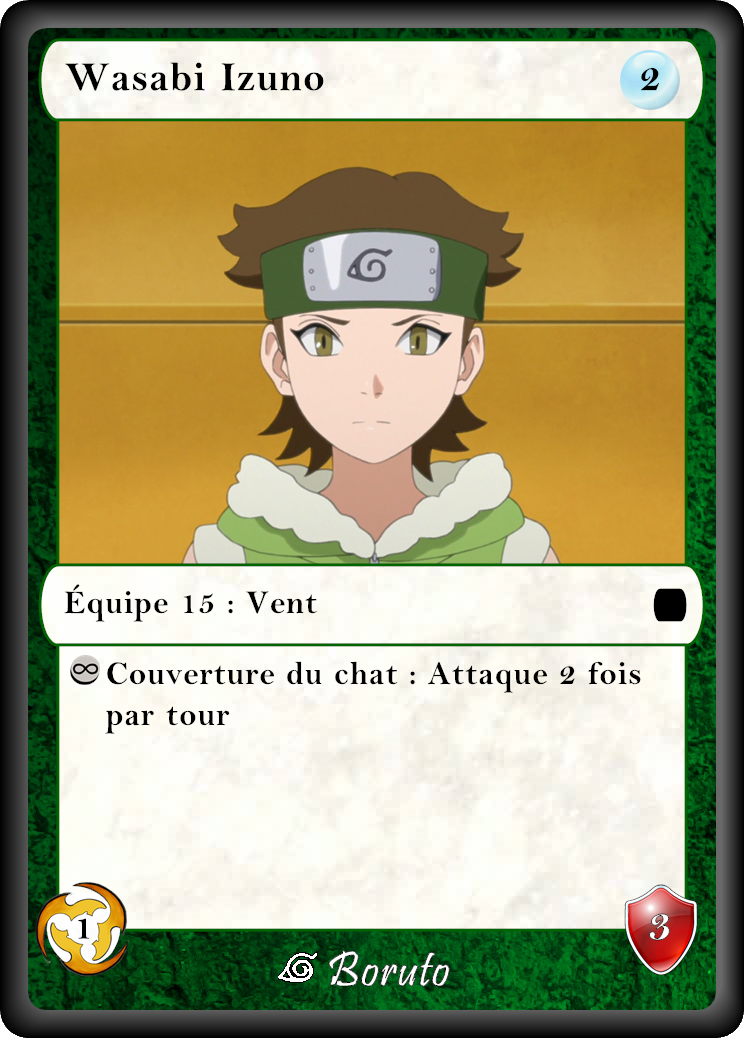 Wasabi Izuno
2
Équipe 15 : Vent
Couverture du chat : Attaque 2 fois
par tour
1
3
Boruto